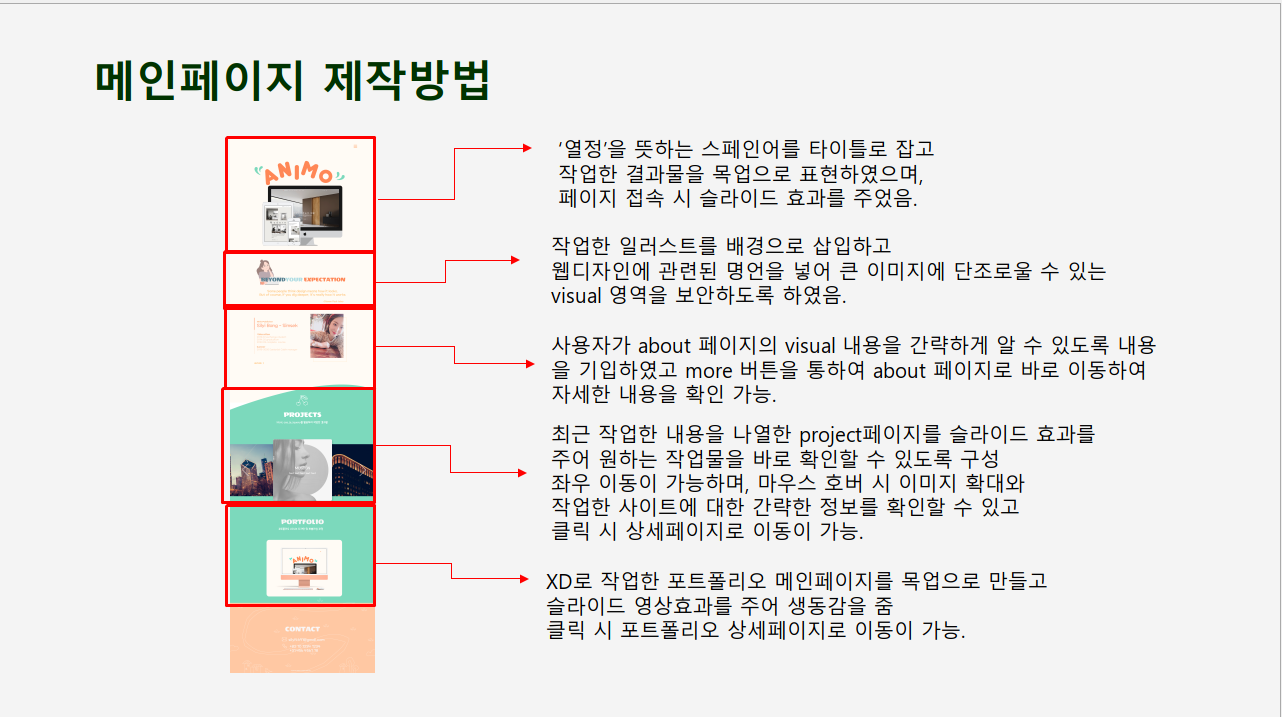 메인페이지 제작방법
ANIMO
'열정'을 뜻하는 스페인어를 타이틀로 잡고
작업한 결과물을 목업으로 표현하였으며,
페이지 접속 시 슬라이드 효과를 주었음.
BEYOND YOUR EXPECTATION
작업한 일러스트를 배경으로 삽입하고
웹디자인에 관련된 명언을 넣어 큰 이미지에 단조로울 수 있는
visual 영역을 보안하도록 하였음.
사용자가 about 페이지의 visual 내용을 간략하게 알 수 있도록 내용
을 기입하였고 more 버튼을 통하여 about 페이지로 바로 이동하여
자세한 내용을 확인 가능.
PROJECTS
최근 작업한 내용을 나열한 project페이지를 슬라이드 효과를
주어 원하는 작업물을 바로 확인할 수 있도록 구성
좌우 이동이 가능하며, 마우스 호버 시 이미지 확대와
작업한 사이트에 대한 간략한 정보를 확인할 수 있고
클릭 시 상세페이지로 이동이 가능.
PORTFOLIO
ANIMO
XD로 작업한 포트폴리오 메인페이지를 목업으로 만들고
슬라이드 영상효과를 주어 생동감을 줌
클릭 시 포트폴리오 상세페이지로 이동이 가능.
CONTACT